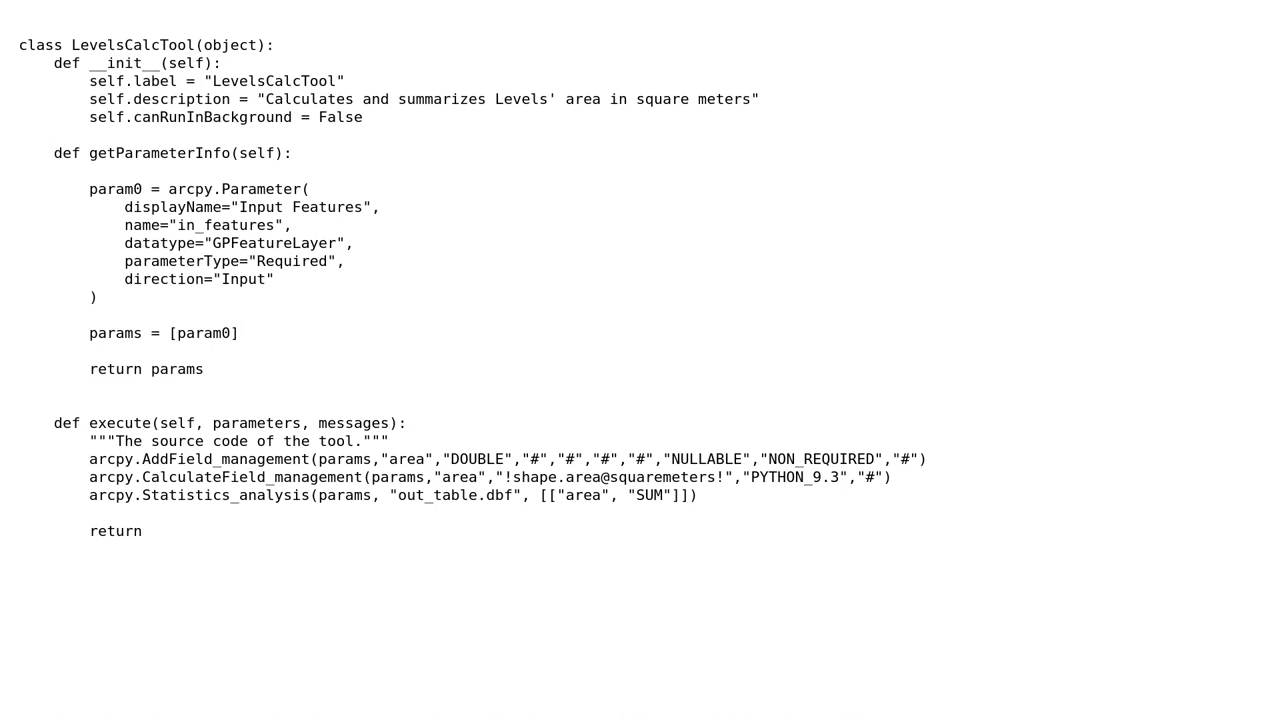 class LevelsCalcTool(object):
    def __init__(self):
        self.label = "LevelsCalcTool"
        self.description = "Calculates and summarizes Levels' area in square meters"
        self.canRunInBackground = False

    def getParameterInfo(self):

        param0 = arcpy.Parameter(
            displayName="Input Features",
            name="in_features",
            datatype="GPFeatureLayer",
            parameterType="Required",
            direction="Input"
        )

        params = [param0]

        return params


    def execute(self, parameters, messages):
        """The source code of the tool."""
        arcpy.AddField_management(params,"area","DOUBLE","#","#","#","#","NULLABLE","NON_REQUIRED","#")
        arcpy.CalculateField_management(params,"area","!shape.area@squaremeters!","PYTHON_9.3","#")
        arcpy.Statistics_analysis(params, "out_table.dbf", [["area", "SUM"]])

        return